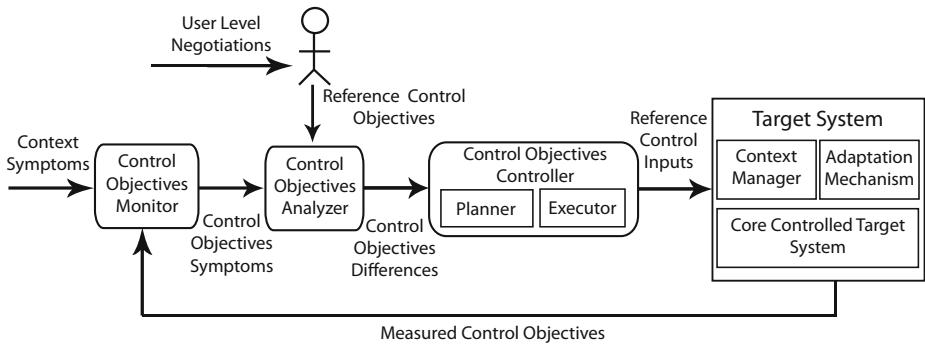 User Level
Negotiations
Reference Control
Objectives
Context
Symptoms
Control
Objectives
Monitor
Control
Objectives
Symptoms
Control
Objectives
Analyzer
Control
Objectives
Differences
Control Objectives
Controller
Planner
Executor
Reference
Control
Inputs
Target System
Context
Manager
Adaptation
Mechanism
Core Controlled Target
System
Measured Control Objectives